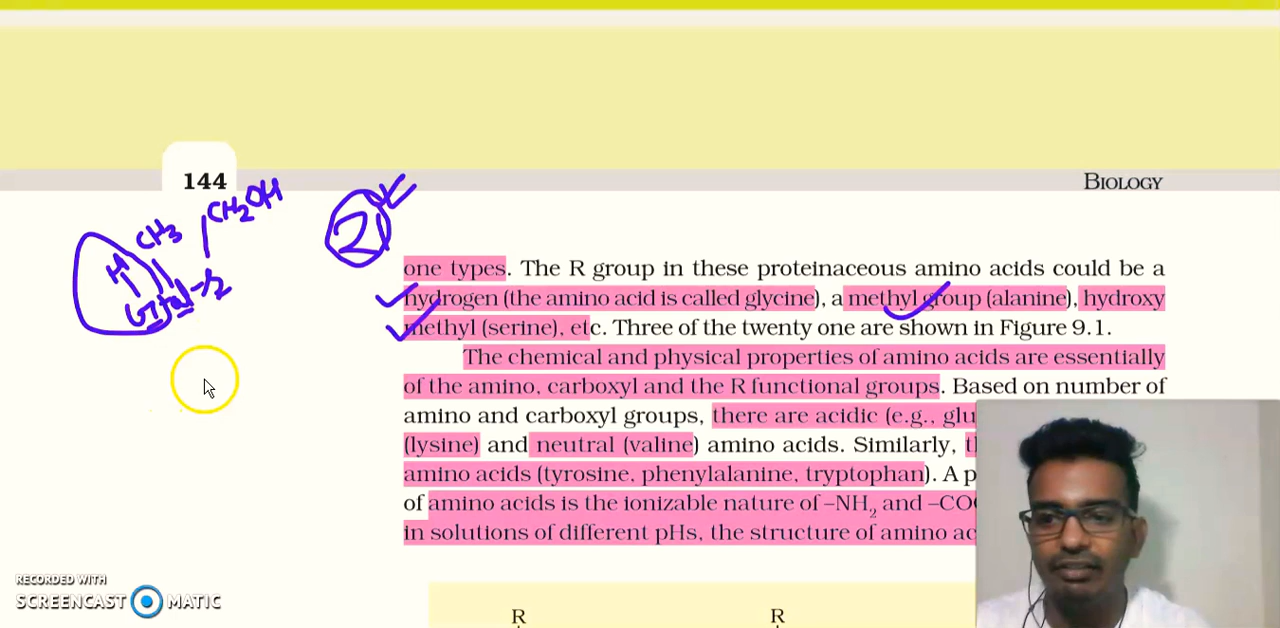 144
BIOLOGY
CH3
CH2OH
H
21
one types. The R group in these proteinaceous amino acids could be a
hydrogen (the amino acid is called glycine), a methyl group (alanine), hydroxy
methyl (serine), etc. Three of the twenty one are shown in Figure 9.1.
The chemical and physical properties of amino acids are essentially
of the amino, carboxyl and the R functional groups. Based on number of
amino and carboxyl groups, there are acidic (e.g., glu
(lysine) and neutral (valine) amino acids. Similarly, t
amino acids (tyrosine, phenylalanine, tryptophan). A p
of amino acids is the ionizable nature of –NH2 and –CO
in solutions of different pHs, the structure of amino ac
R R
RECORDED WITH
SCREENCAST MATIC